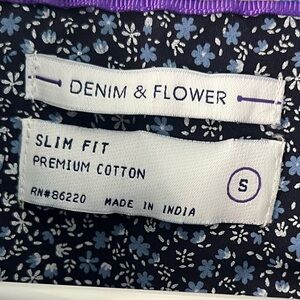 DENIM & FLOWER
SLIM FIT
PREMIUM COTTON
S
RN#86220 MADE IN INDIA